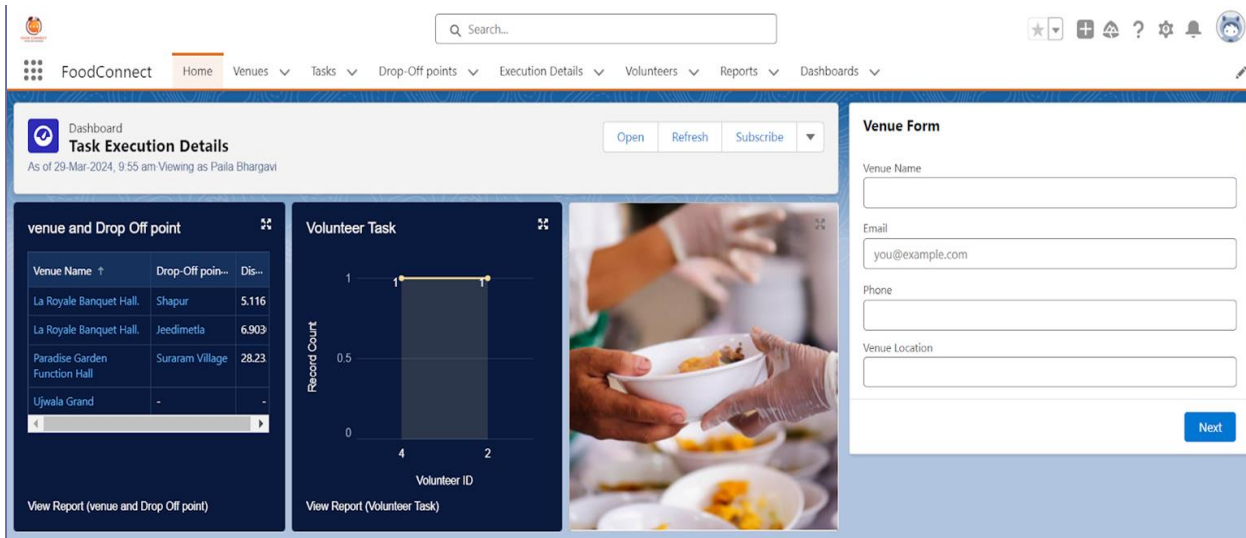 Search...
FoodConnect Home Venues Tasks Drop-Off points Execution Details Volunteers Reports Dashboards
Dashboard
Task Execution Details
As of 29-Mar-2024, 9:55 am·Viewing as Paila Bhargavi
Open Refresh Subscribe
venue and Drop Off point
Venue Name ↑ Drop-Off poin... Dis...
La Royale Banquet Hall. Shapur 5.116
La Royale Banquet Hall. Jeedimetla 6.903
Paradise Garden Suraram Village 28.23
Function Hall
Ujwala Grand - -
View Report (venue and Drop Off point)
Volunteer Task
1
1 1
0.5
0
Record Count
4 2
Volunteer ID
View Report (Volunteer Task)
Venue Form
Venue Name
Email
you@example.com
Phone
Venue Location
Next